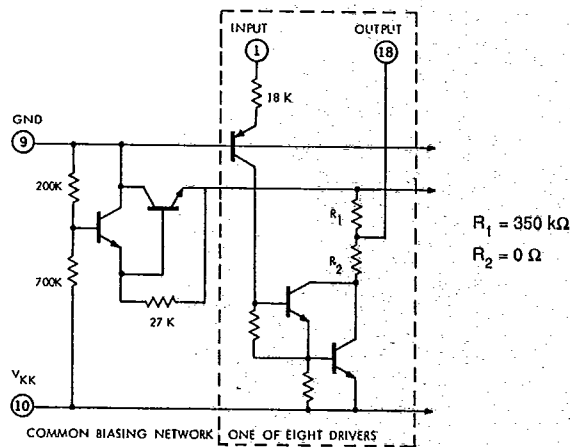 INPUT
1
OUTPUT
18
18 K
GND
9
200K
700K
27 K
R1
R2
R1 = 350 kΩ
R2 = 0 Ω
VKK
10
COMMON BIASING NETWORK
ONE OF EIGHT DRIVERS